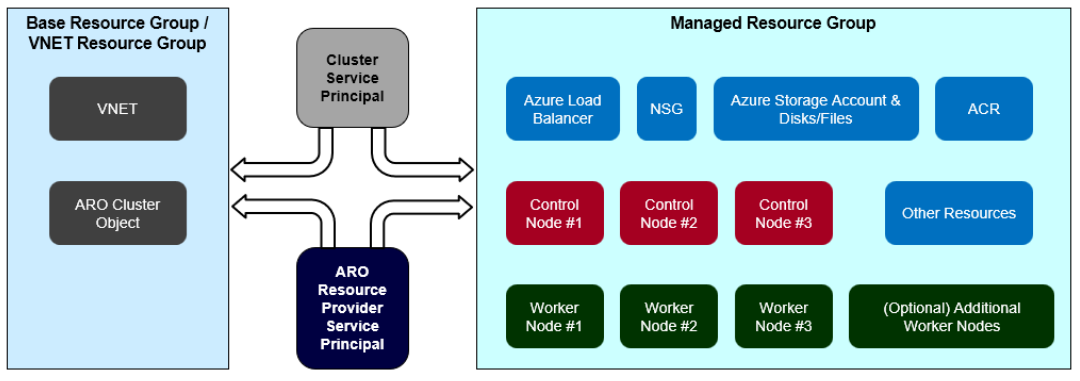 Base Resource Group /
VNET Resource Group
VNET
ARO Cluster
Object
Cluster
Service
Principal
ARO
Resource
Provider
Service
Principal
Managed Resource Group
Azure Load
Balancer
NSG
Azure Storage Account &
Disks/Files
ACR
Control
Node #1
Control
Node #2
Control
Node #3
Other Resources
Worker
Node #1
Worker
Node #2
Worker
Node #3
(Optional) Additional
Worker Nodes